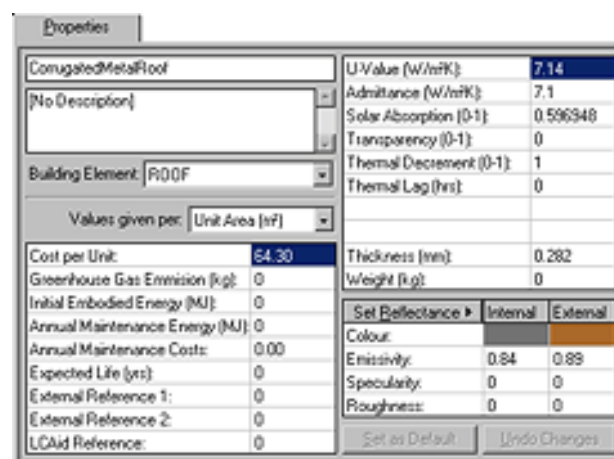 Properties
CorrugatedMetalRoof
[No Description]
Building Element: ROOF
Values given per: Unit Area (m²)
Cost per Unit: 64.30
Greenhouse Gas Emmision (kg): 0
Initial Embodied Energy (MJ): 0
Annual Maintenance Energy (MJ): 0
Annual Maintenance Costs: 0.00
Expected Life (yrs): 0
External Reference 1: 0
External Reference 2: 0
LCAid Reference: 0
U-Value (W/m²K): 7.14
Admittance (W/m²K): 7.1
Solar Absorption (0-1): 0.596948
Transparency (0-1): 0
Thermal Decrement (0-1): 1
Thermal Lag (hrs): 0
Thickness (mm): 0.282
Weight (kg): 0
Set Reflectance Internal External
Colour:
Emissivity: 0.84 0.89
Specularity: 0 0
Roughness: 0 0
Set as Default Undo Changes